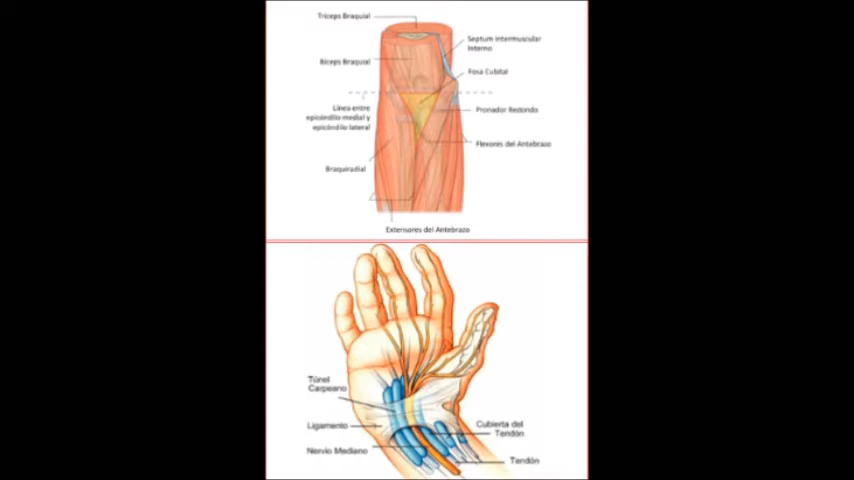 Tríceps Braquial
Septum Intermuscular
Interno
Bíceps Braquial
Fosa Cubital
Línea entre
epicóndilo medial y
epicóndilo lateral
Pronador Redondo
Flexores del Antebrazo
Braquiradial
Extensores del Antebrazo
Túnel
Carpeano
Ligamento
Cubierta del
Tendón
Nervio Mediano
Tendón